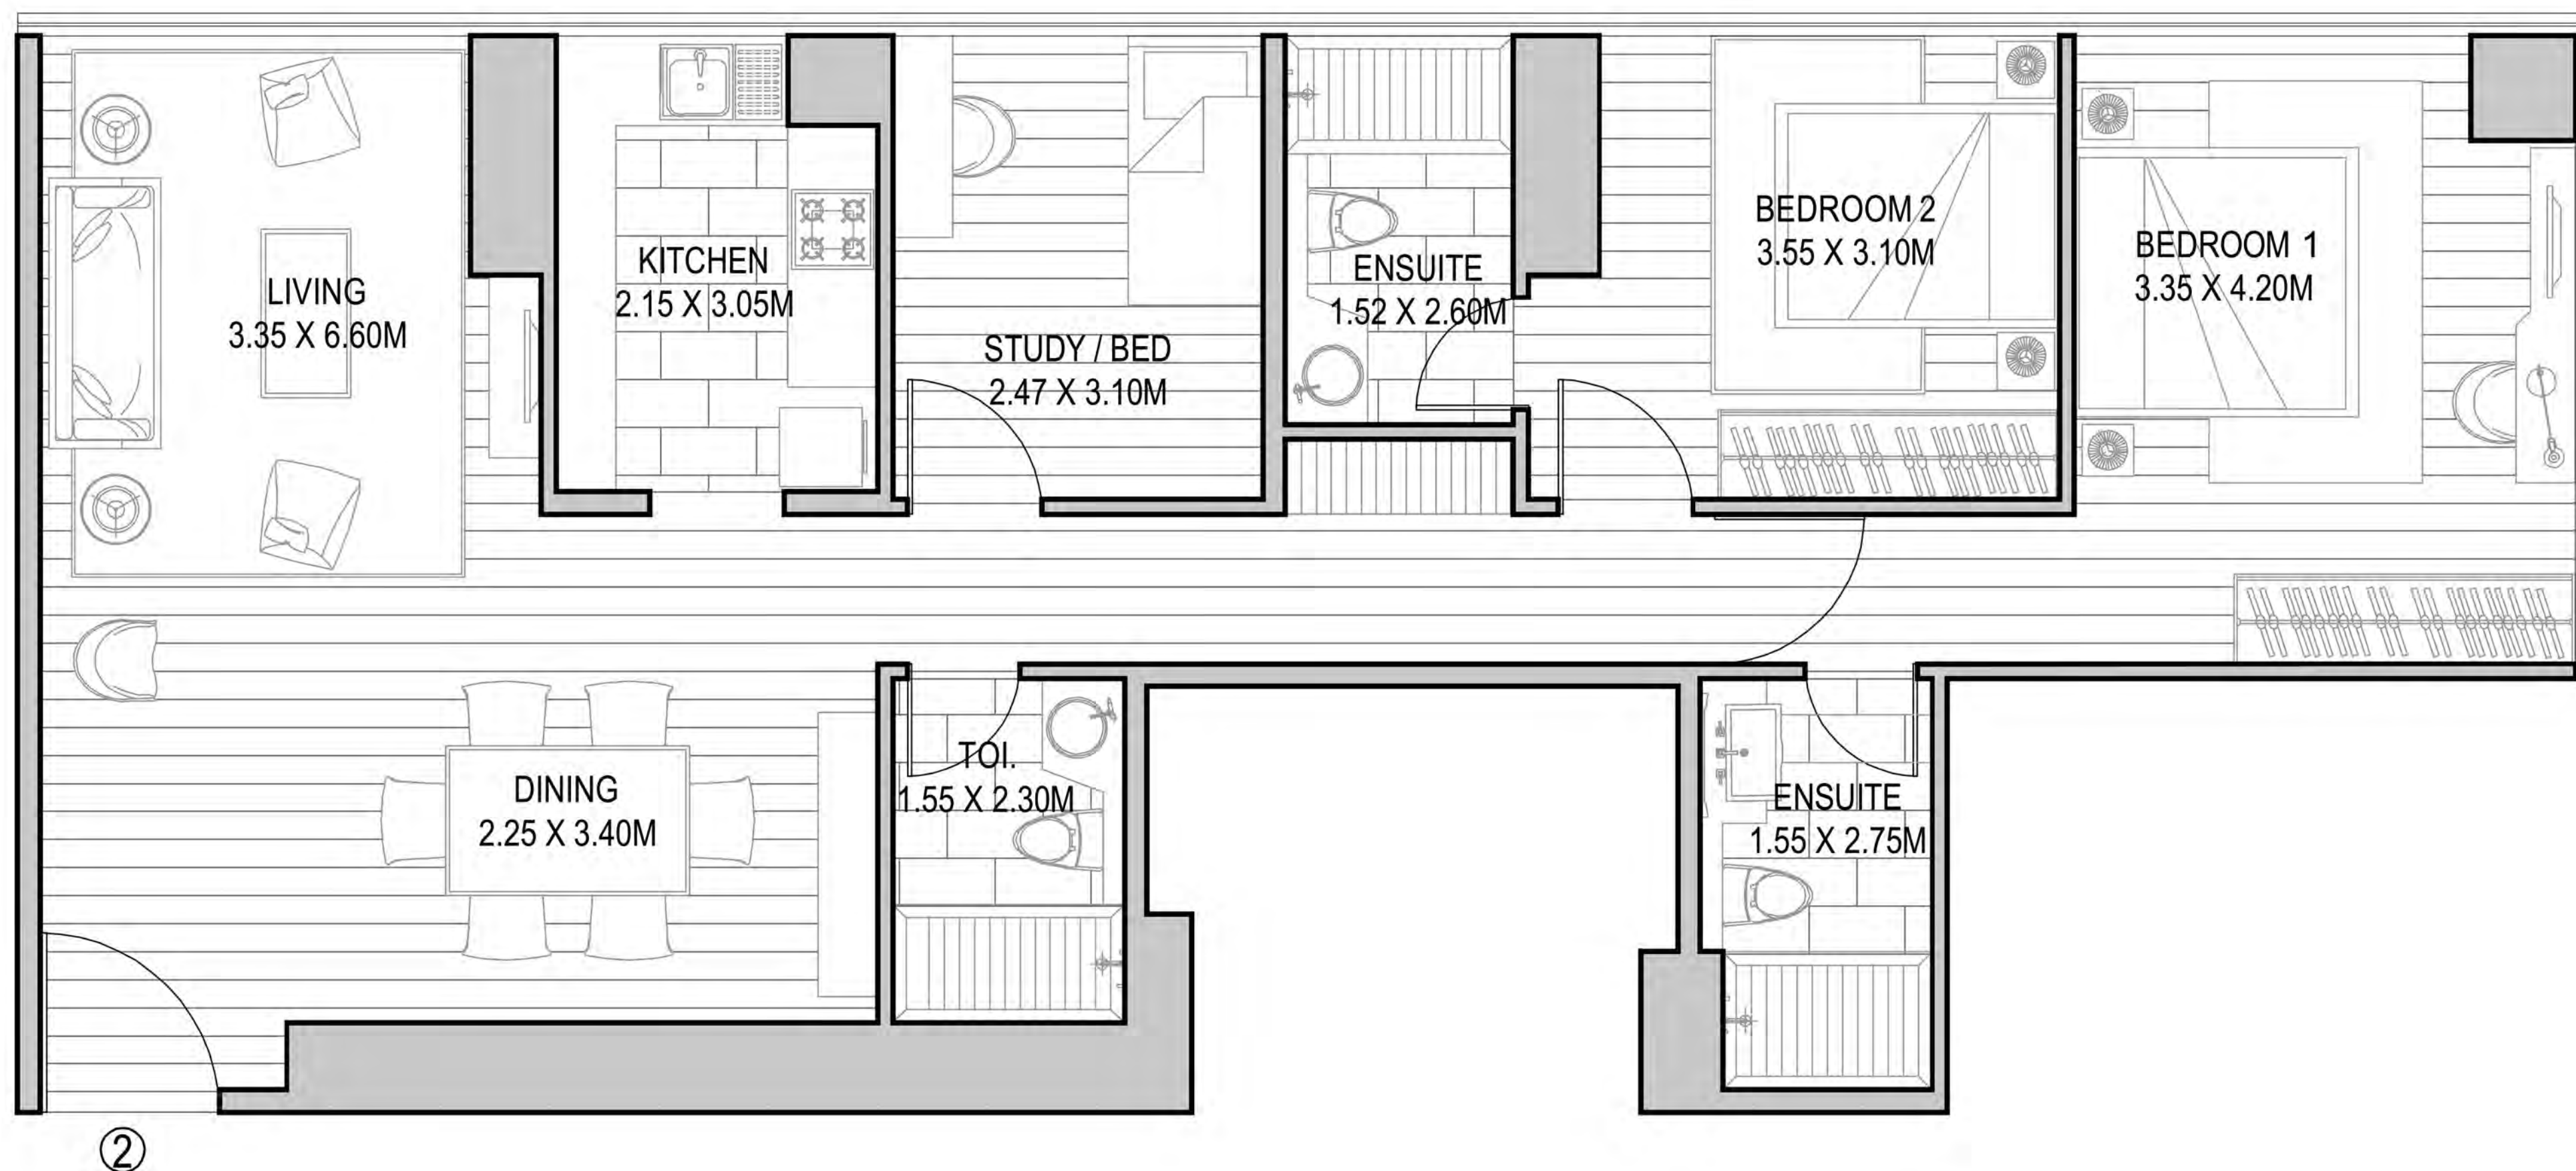 LIVING
3.35 X 6.60M
KITCHEN
2.15 X 3.05M
STUDY / BED
2.47 X 3.10M
ENSUITE
1.52 X 2.60M
BEDROOM 2
3.55 X 3.10M
BEDROOM 1
3.35 X 4.20M
DINING
2.25 X 3.40M
TOI.
1.55 X 2.30M
ENSUITE
1.55 X 2.75M
2